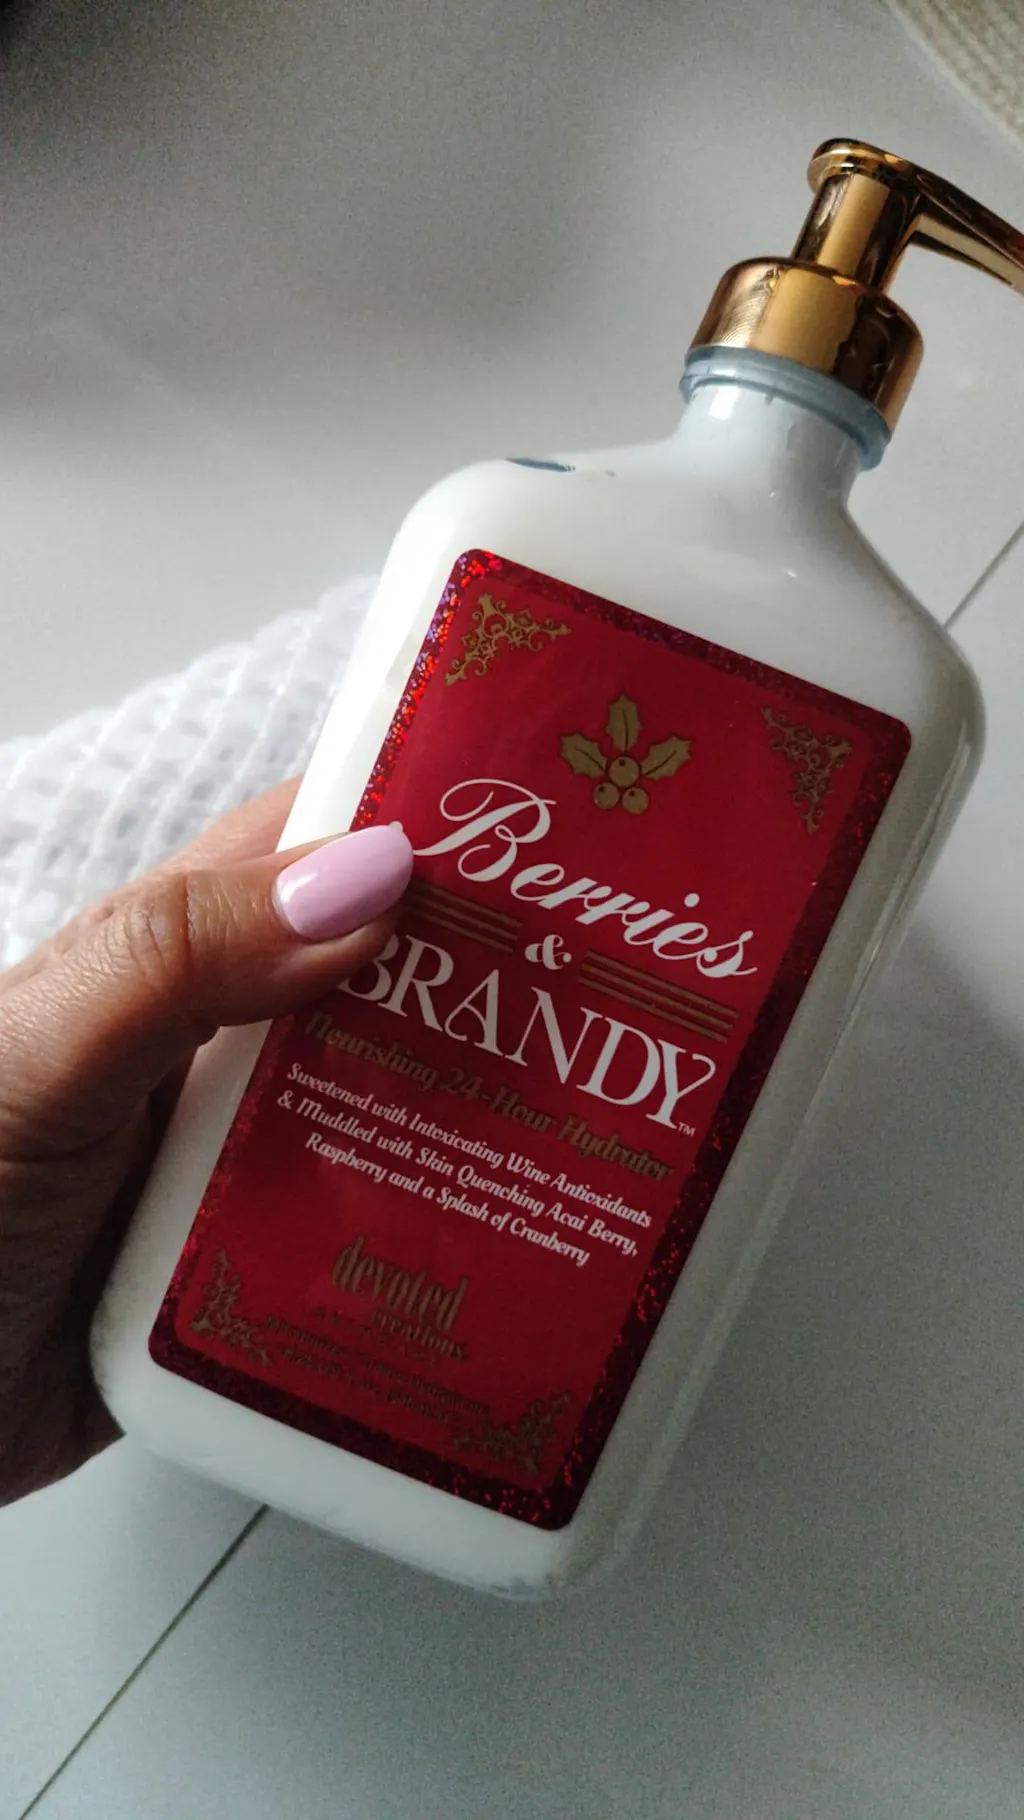 Berries
&
BRANDY™
Nourishing 24-Hour Hydrator
Sweetened with Intoxicating Wine Antioxidants
& Muddled with Skin Quenching Acai Berry,
Raspberry and a Splash of Cranberry
devoted
creations